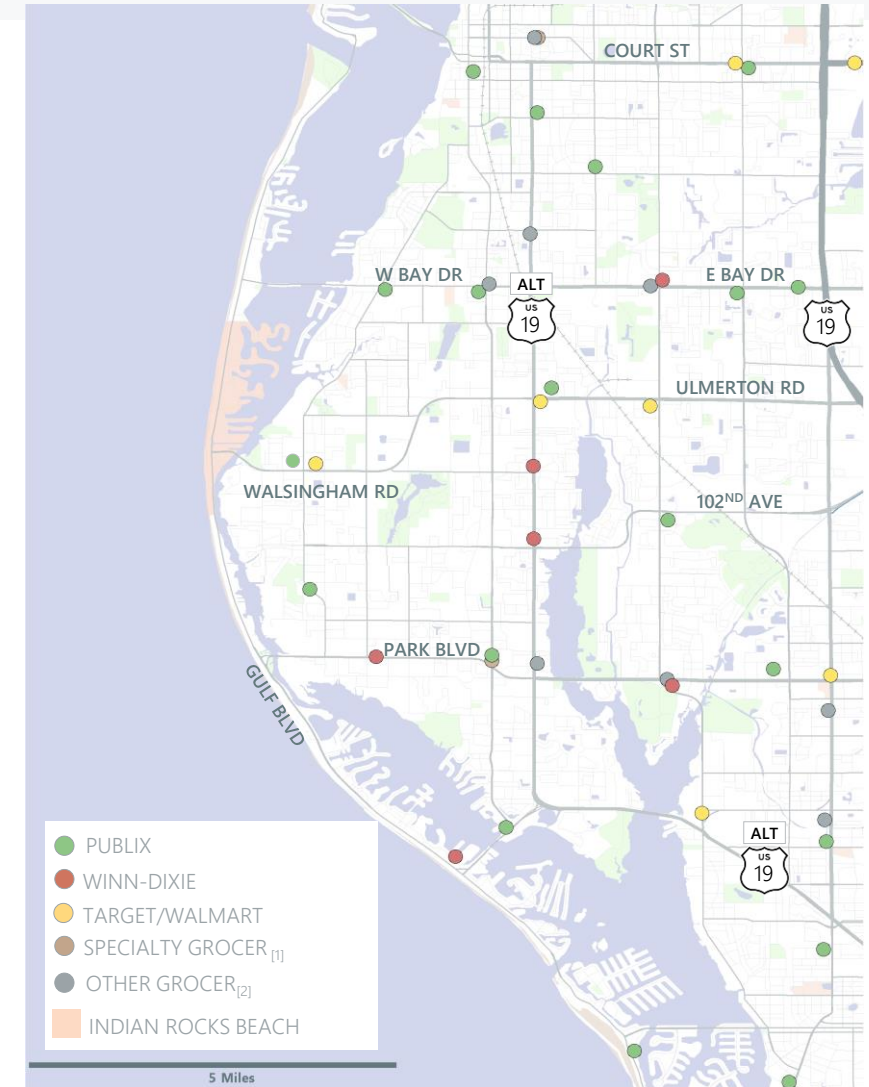 COURT ST
W BAY DR
E BAY DR
ALT
US
19
US
19
ULMERTON RD
WALSINGHAM RD
102ND AVE
PARK BLVD
GULF BLVD
ALT
US
19
PUBLIX
WINN-DIXIE
TARGET/WALMART
SPECIALTY GROCER [1]
OTHER GROCER[2]
INDIAN ROCKS BEACH
5 Miles